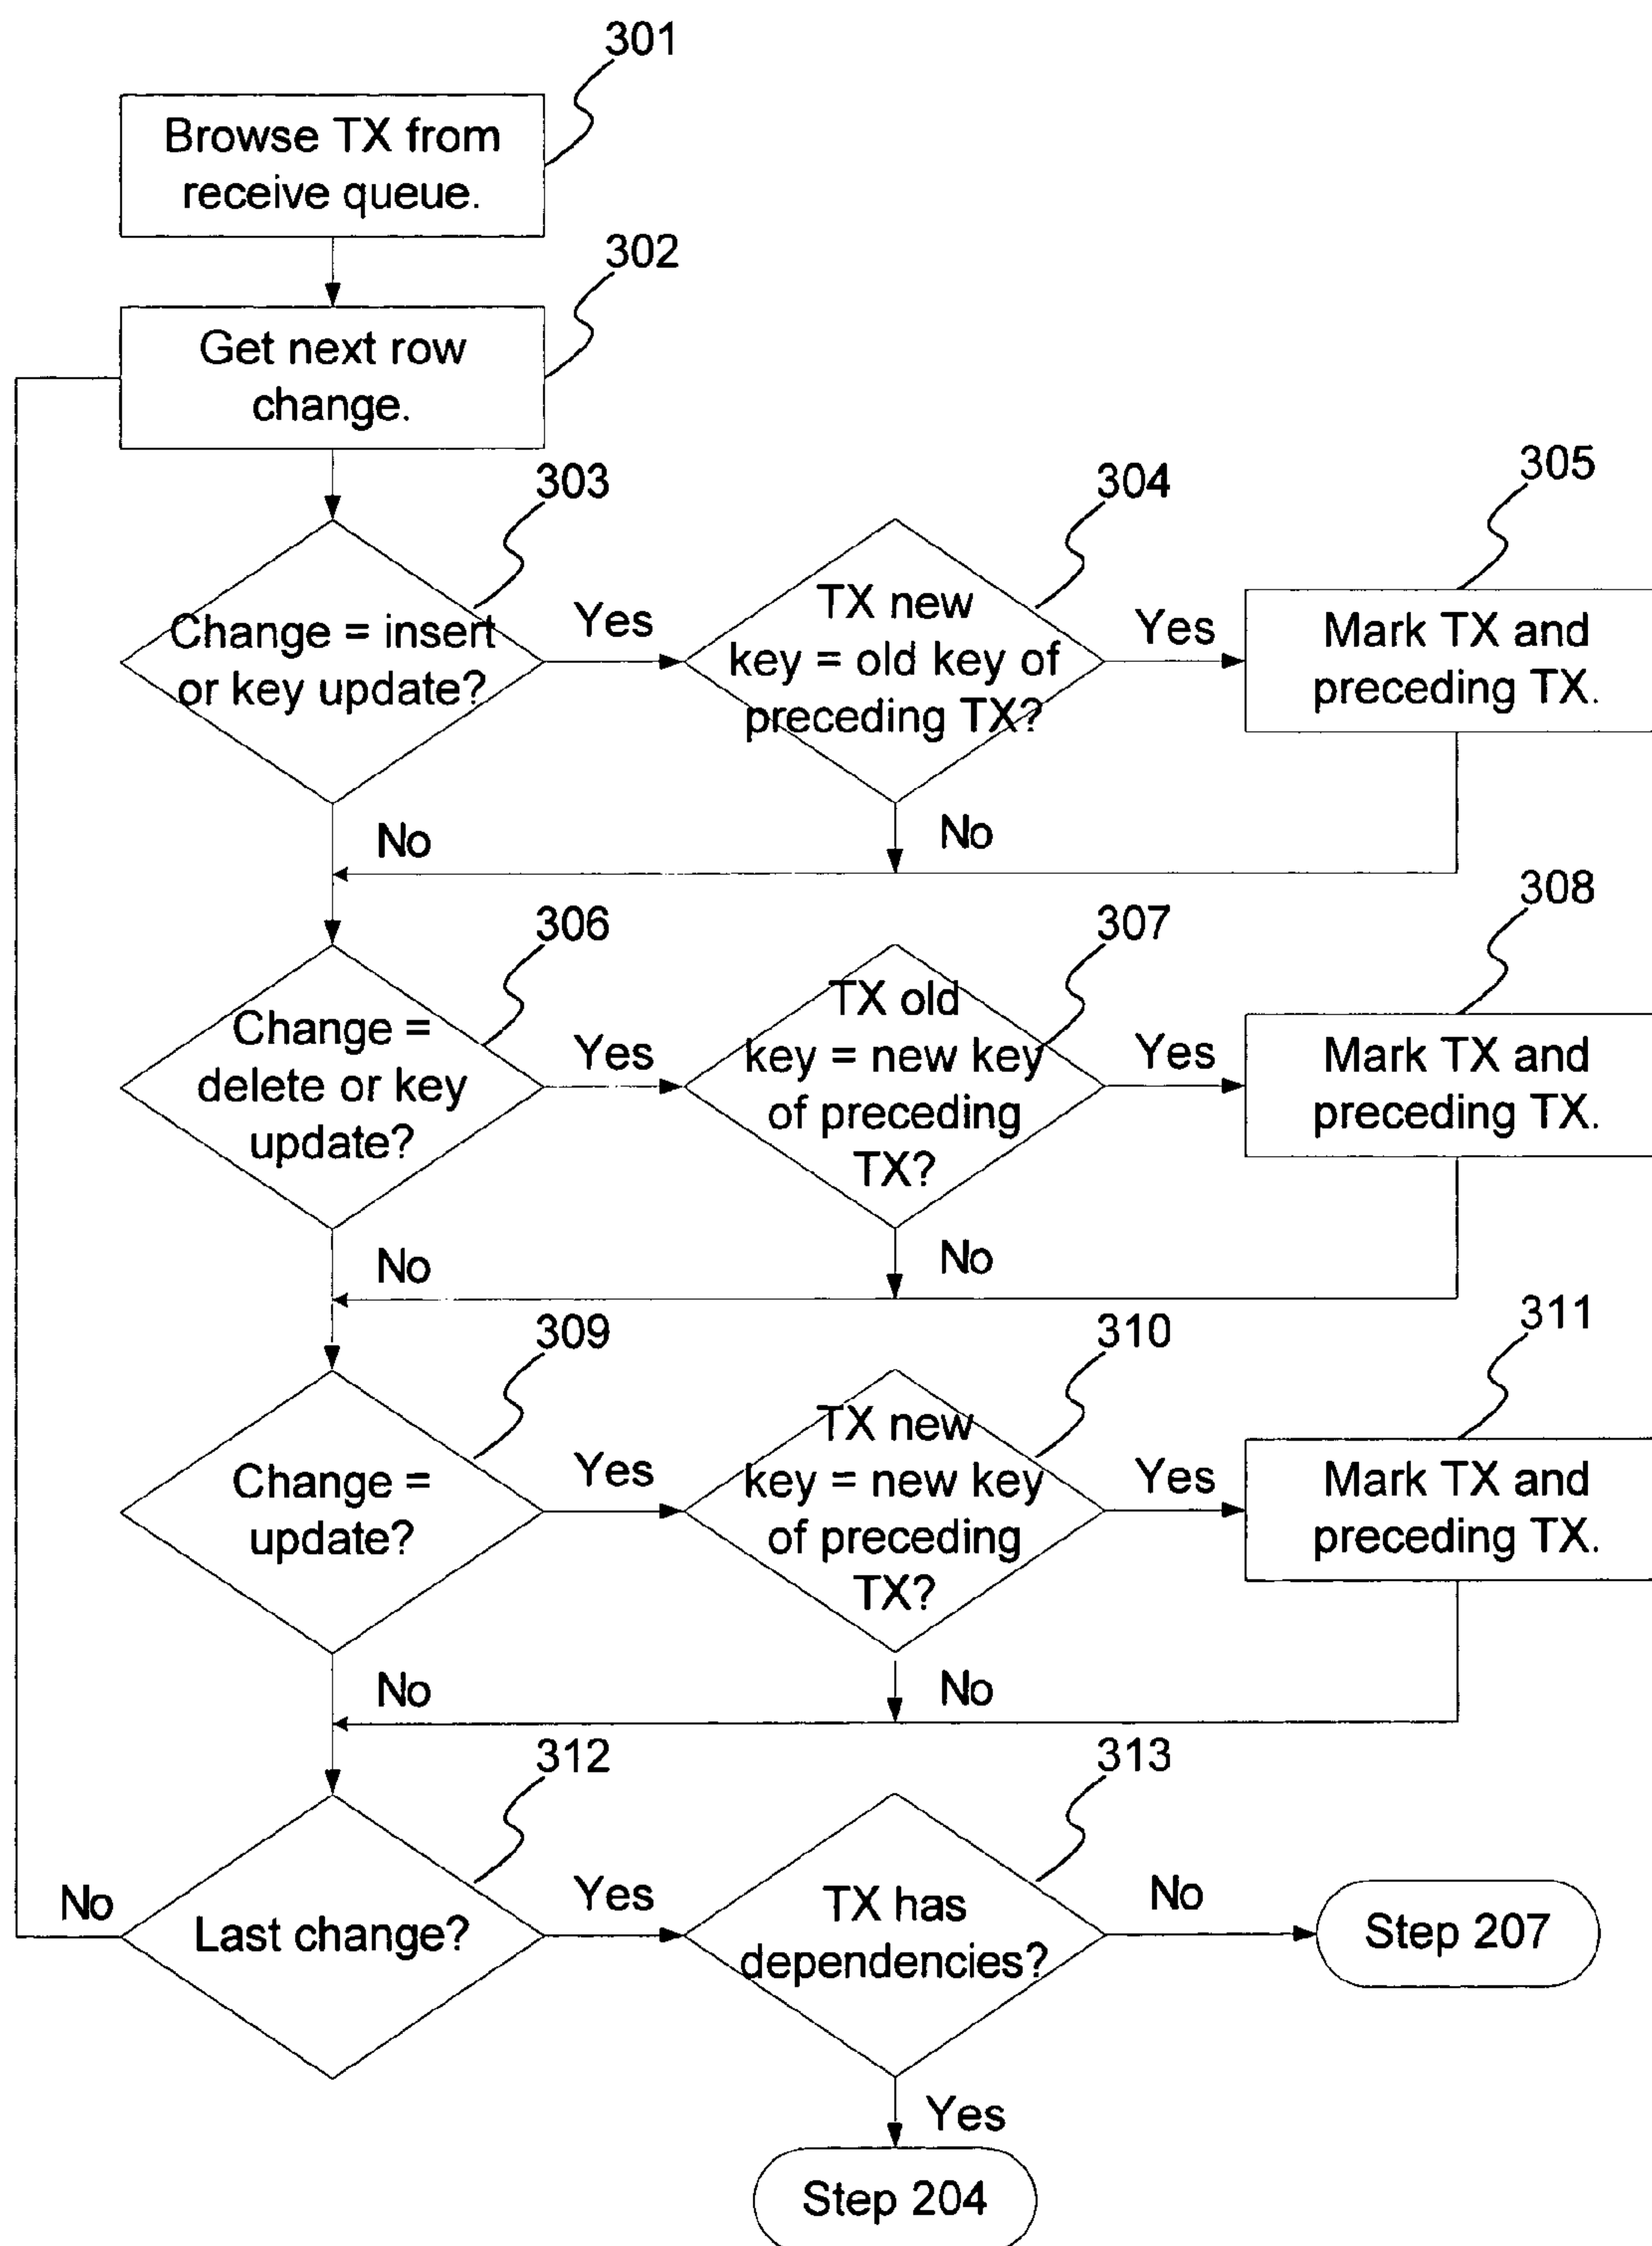 301
Browse TX from
receive queue.
302
Get next row
change.
303
304
305
Change = insert
or key update?
Yes
TX new
key = old key of
preceding TX?
Yes
Mark TX and
preceding TX.
No
No
306
307
308
Change =
delete or key
update?
Yes
TX old
key = new key
of preceding
TX?
Yes
Mark TX and
preceding TX.
No
No
309
310
311
Change =
update?
Yes
TX new
key = new key
of preceding
TX?
Yes
Mark TX and
preceding TX.
No
No
312
313
No
Last change?
Yes
TX has
dependencies?
No
Step 207
Yes
Step 204